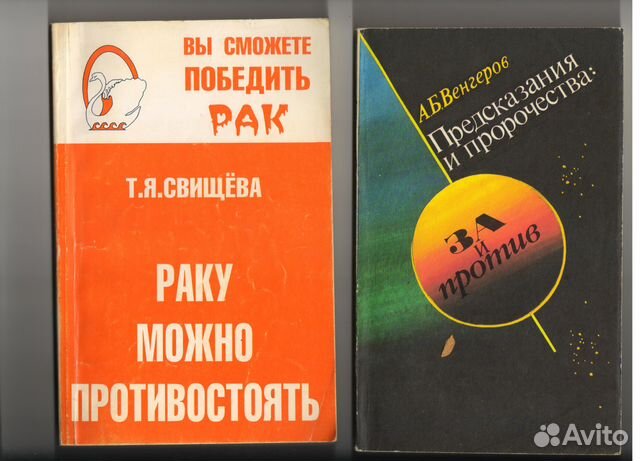 ВЫ СМОЖЕТЕ
ПОБЕДИТЬ
РАК
Т.Я.СВИЩЁВА
РАКУ
МОЖНО
ПРОТИВОСТОЯТЬ
А.Б.Венгеров
Предсказания
и пророчества:
ЗА
и
против
Avito